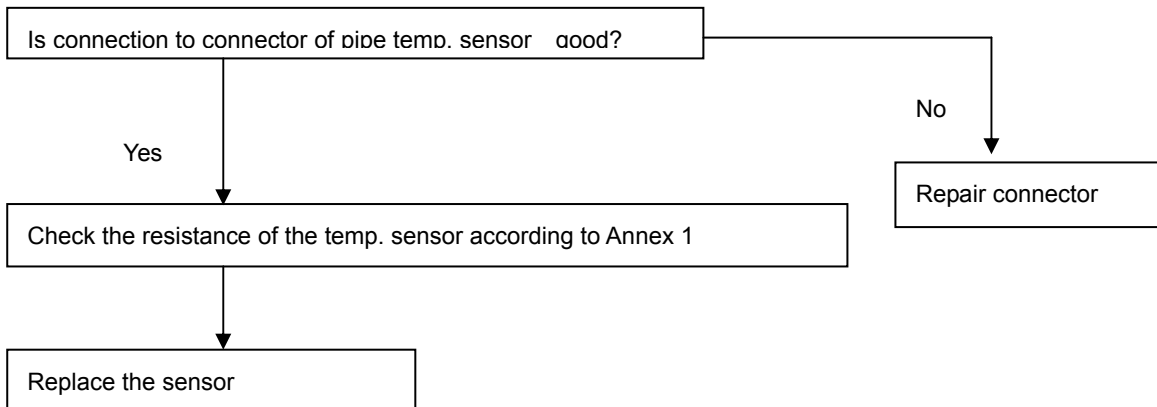 Is connection to connector of pipe temp. sensor good?
No
Yes
Repair connector
Check the resistance of the temp. sensor according to Annex 1
Replace the sensor